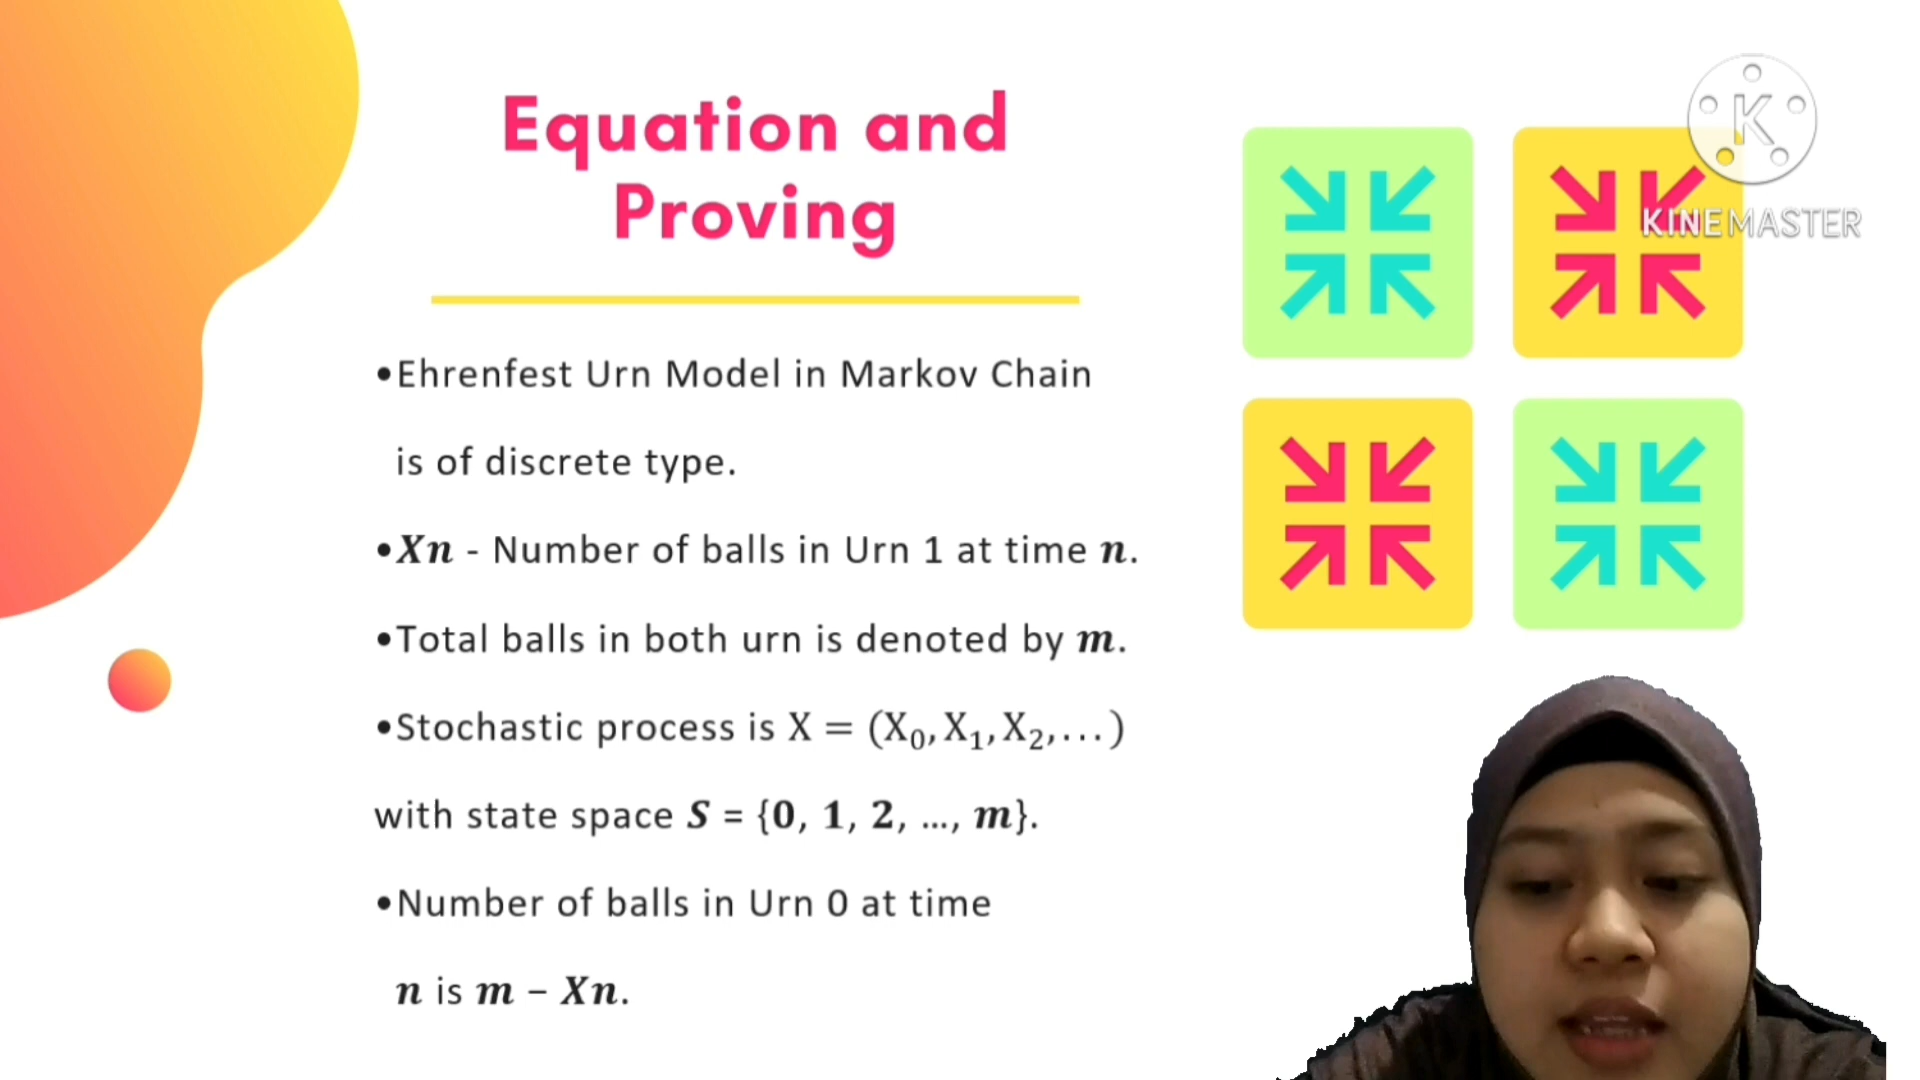 Equation and
Proving
•Ehrenfest Urn Model in Markov Chain
is of discrete type.
•Xn - Number of balls in Urn 1 at time n.
•Total balls in both urn is denoted by m.
•Stochastic process is X = (X₀, X₁, X₂, . . . )
with state space S = {0, 1, 2, ..., m}.
•Number of balls in Urn 0 at time
n is m − Xn.
K
KINEMASTER